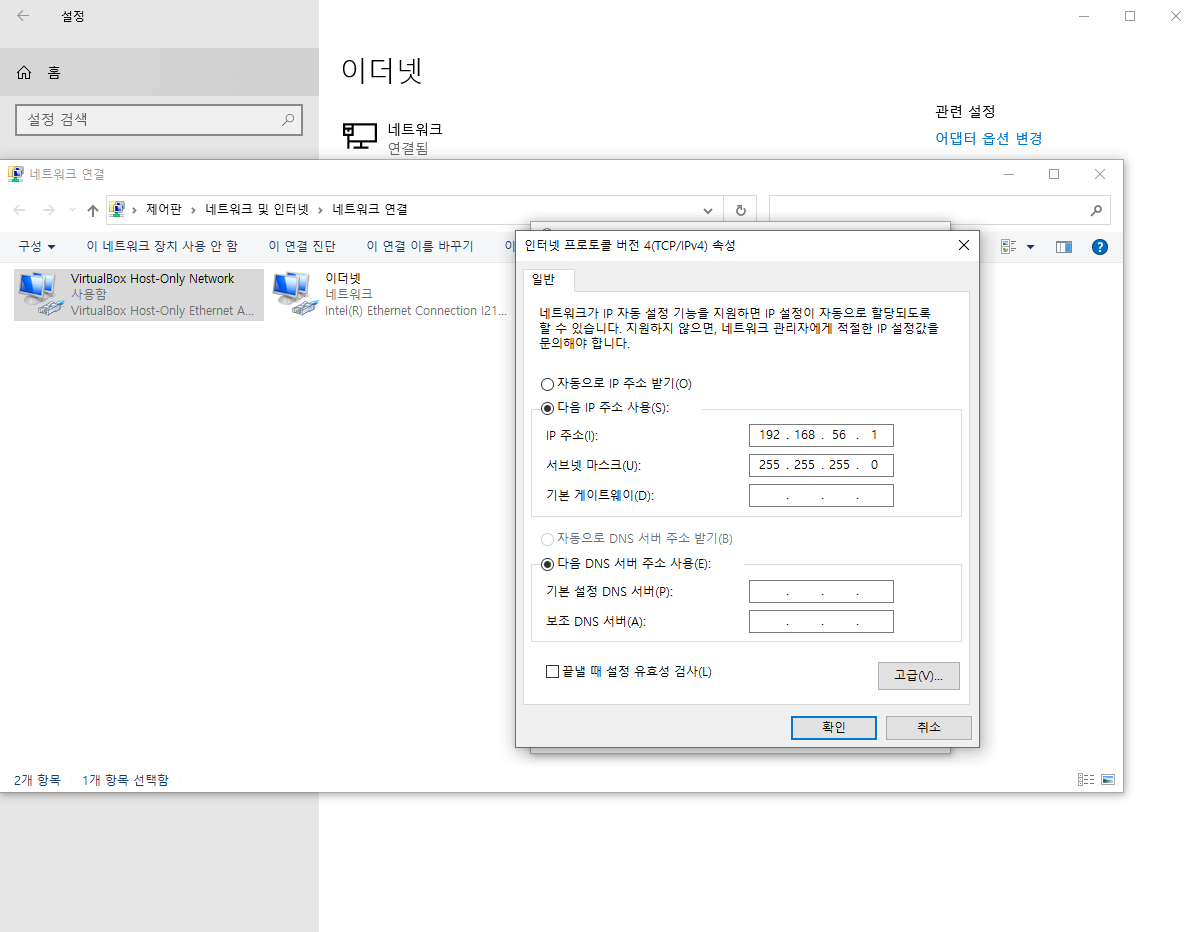 설정
홈
설정 검색
이더넷
네트워크
연결됨
관련 설정
어댑터 옵션 변경
네트워크 연결
제어판 › 네트워크 및 인터넷 › 네트워크 연결
구성 이 네트워크 장치 사용 안 함 이 연결 진단 이 연결 이름 바꾸기 이
VirtualBox Host-Only Network
사용함
VirtualBox Host-Only Ethernet A...
이더넷
네트워크
Intel(R) Ethernet Connection I21...
인터넷 프로토콜 버전 4(TCP/IPv4) 속성
일반
네트워크가 IP 자동 설정 기능을 지원하면 IP 설정이 자동으로 할당되도록
할 수 있습니다. 지원하지 않으면, 네트워크 관리자에게 적절한 IP 설정값을
문의해야 합니다.
자동으로 IP 주소 받기(O)
다음 IP 주소 사용(S):
IP 주소(I): 192 . 168 . 56 . 1
서브넷 마스크(U): 255 . 255 . 255 . 0
기본 게이트웨이(D): . . .
자동으로 DNS 서버 주소 받기(B)
다음 DNS 서버 주소 사용(E):
기본 설정 DNS 서버(P): . . .
보조 DNS 서버(A): . . .
끝낼 때 설정 유효성 검사(L)
고급(V)...
확인 취소
2개 항목 1개 항목 선택함